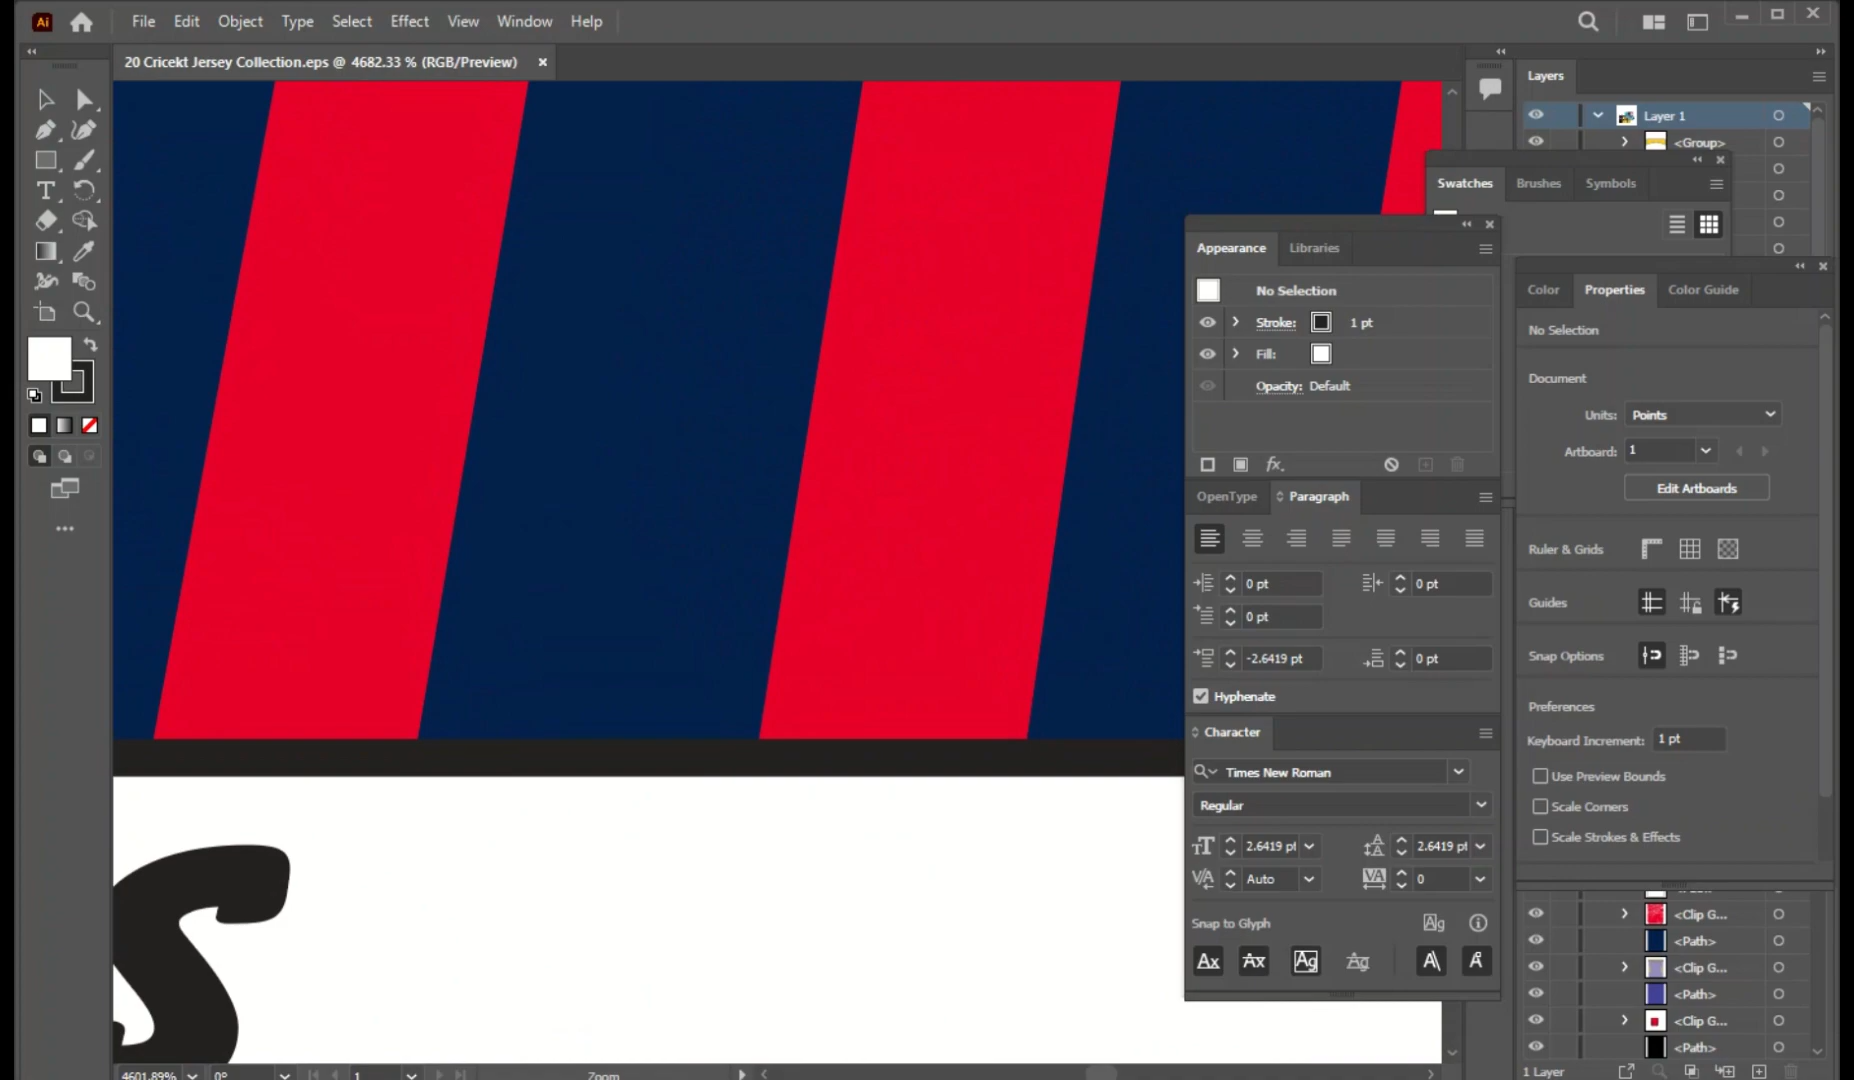 Ai File Edit Object Type Select Effect View Window Help
20 Cricekt Jersey Collection.eps @ 4682.33 % (RGB/Preview)
Layers
Layer 1
<Group>
Swatches Brushes Symbols
Appearance Libraries
No Selection
Stroke: 1 pt
Fill:
Opacity: Default
fx.
Color Properties Color Guide
No Selection
Document
Units: Points
Artboard: 1
Edit Artboards
Ruler & Grids
Guides
Snap Options
Preferences
Keyboard Increment: 1 pt
Use Preview Bounds
Scale Corners
Scale Strokes & Effects
OpenType Paragraph
0 pt 0 pt
0 pt
-2.6419 pt 0 pt
Hyphenate
Character
Times New Roman
Regular
2.6419 pt 2.6419 pt
Auto 0
Snap to Glyph
<Clip G...
<Path>
<Clip G...
<Path>
<Clip G...
<Path>
1 Layer
S
4601.89% 0° 1 Zoom